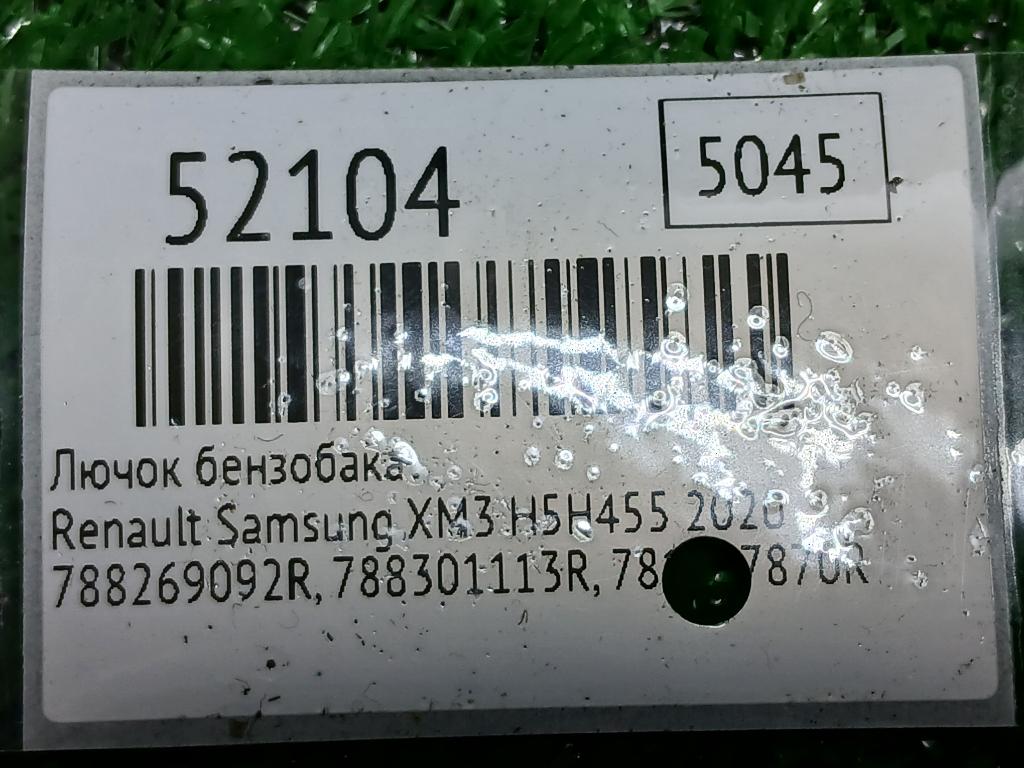 52104
5045
Лючок бензобака
Renault Samsung XM3 H5H455 2020
788269092R, 788301113R,